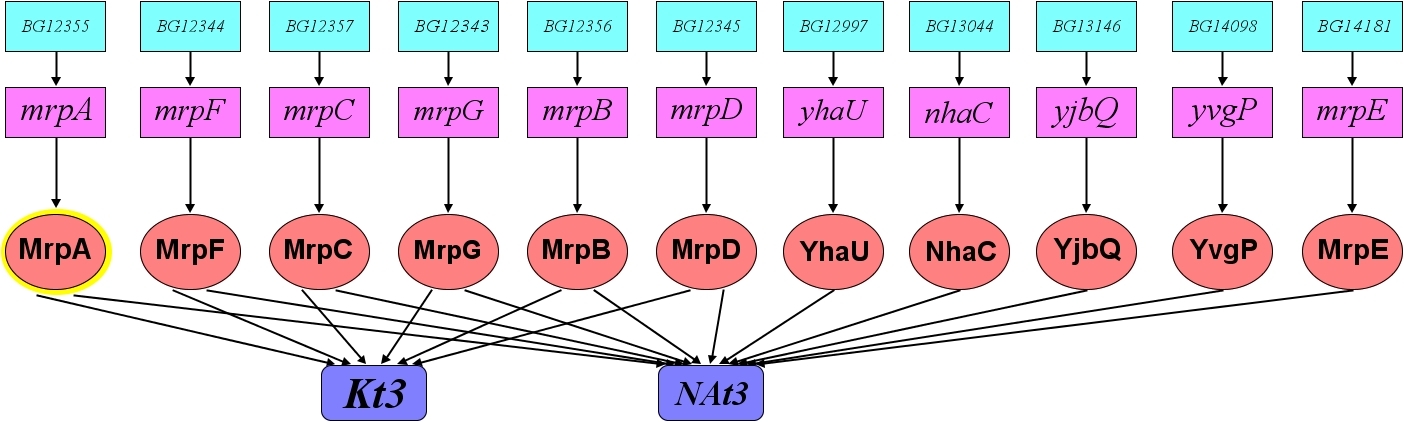 BG12355 BG12344 BG12357 BG12343 BG12356 BG12345 BG12997 BG13044 BG13146 BG14098 BG14181
mrpA mrpF mrpC mrpG mrpB mrpD yhaU nhaC yjbQ yvgP mrpE
MrpA MrpF MrpC MrpG MrpB MrpD YhaU NhaC YjbQ YvgP MrpE
Kt3 NAt3